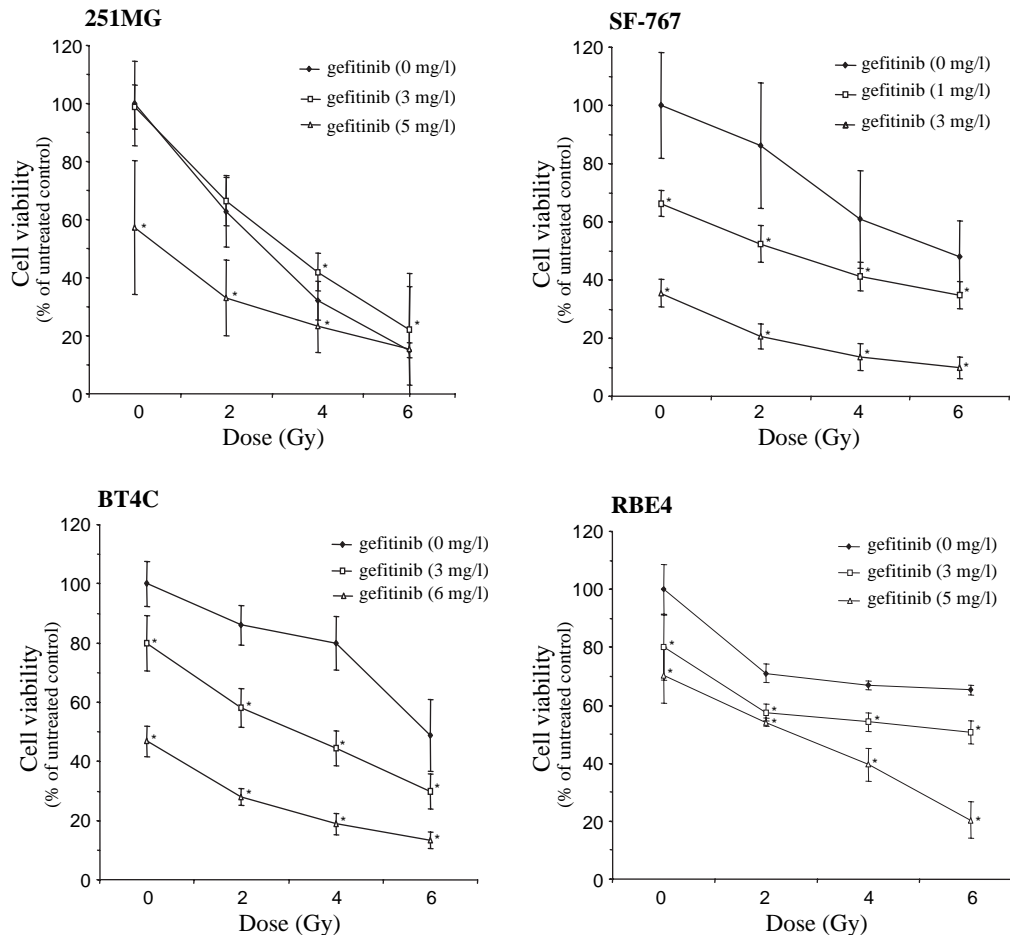 251MG
gefitinib (0 mg/l)
gefitinib (3 mg/l)
gefitinib (5 mg/l)
Cell viability
(% of untreated control)
120
100
80
60
40
20
0
* * * * * *
0 2 4 6
Dose (Gy)
SF-767
gefitinib (0 mg/l)
gefitinib (1 mg/l)
gefitinib (3 mg/l)
Cell viability
(% of untreated control)
120
100
80
60
40
20
0
* * * * * * * *
0 2 4 6
Dose (Gy)
BT4C
gefitinib (0 mg/l)
gefitinib (3 mg/l)
gefitinib (6 mg/l)
Cell viability
(% of untreated control)
120
100
80
60
40
20
0
* * * * * * * *
0 2 4 6
Dose (Gy)
RBE4
gefitinib (0 mg/l)
gefitinib (3 mg/l)
gefitinib (5 mg/l)
Cell viability
(% of untreated control)
120
100
80
60
40
20
0
* * * * * * * *
0 2 4 6
Dose (Gy)